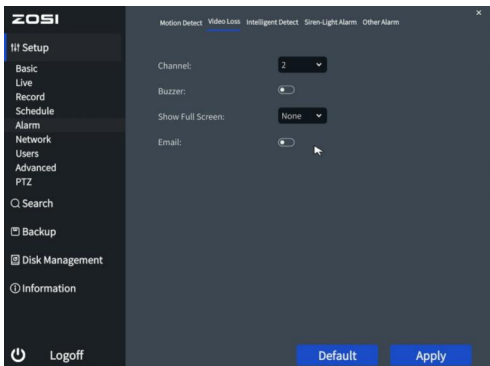 ZOSI
Motion Detect Video Loss Intelligent Detect Siren-Light Alarm Other Alarm
×
Setup
Basic
Live
Record
Schedule
Alarm
Network
Users
Advanced
PTZ
Search
Backup
Disk Management
Information
Logoff
Channel: 2
Buzzer:
Show Full Screen: None
Email:
Default Apply